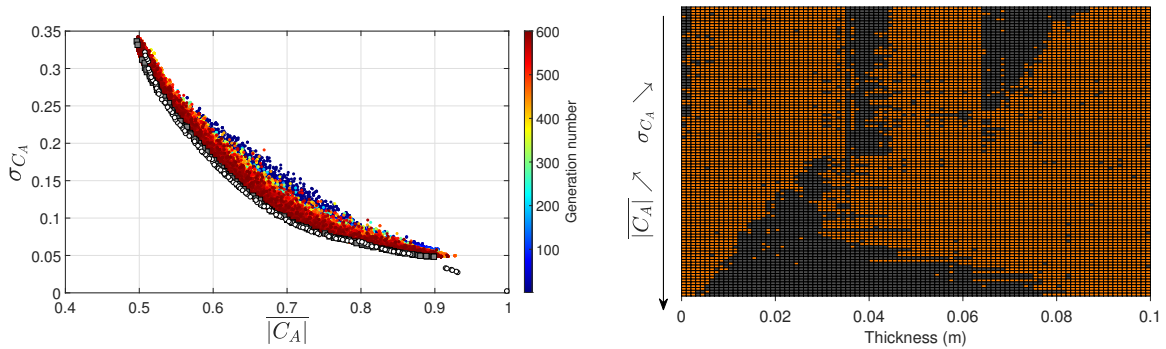 0.35
0.3
0.25
0.2
0.15
0.1
0.05
0
σ_{C_A}
0.4 0.5 0.6 0.7 0.8 0.9 1
\overline{|C_A|}
600
500
400
300
200
100
Generation number
\overline{|C_A|} ↗ σ_{C_A} ↘
0 0.02 0.04 0.06 0.08 0.1
Thickness (m)